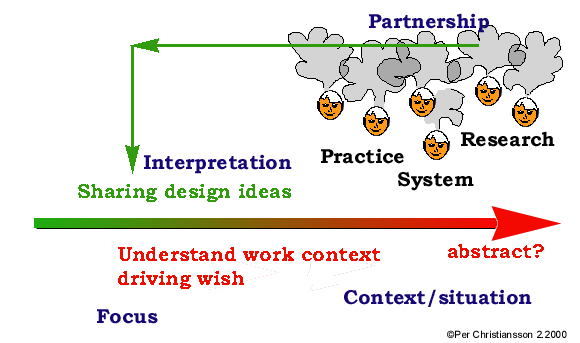 Partnership
Research
Practice
System
Interpretation
Sharing design ideas
Understand work context
driving wish
abstract?
Context/situation
Focus
©Per Christiansson 2.2000